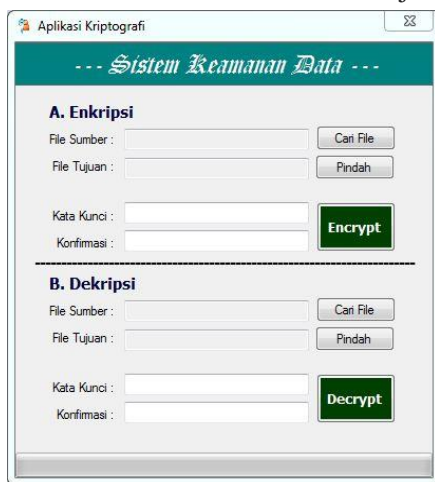 Aplikasi Kriptografi
--- Sistem Keamanan Data ---
A. Enkripsi
File Sumber :
Cari File
File Tujuan :
Pindah
Kata Kunci :
Encrypt
Konfirmasi :
B. Dekripsi
File Sumber :
Cari File
File Tujuan :
Pindah
Kata Kunci :
Decrypt
Konfirmasi :